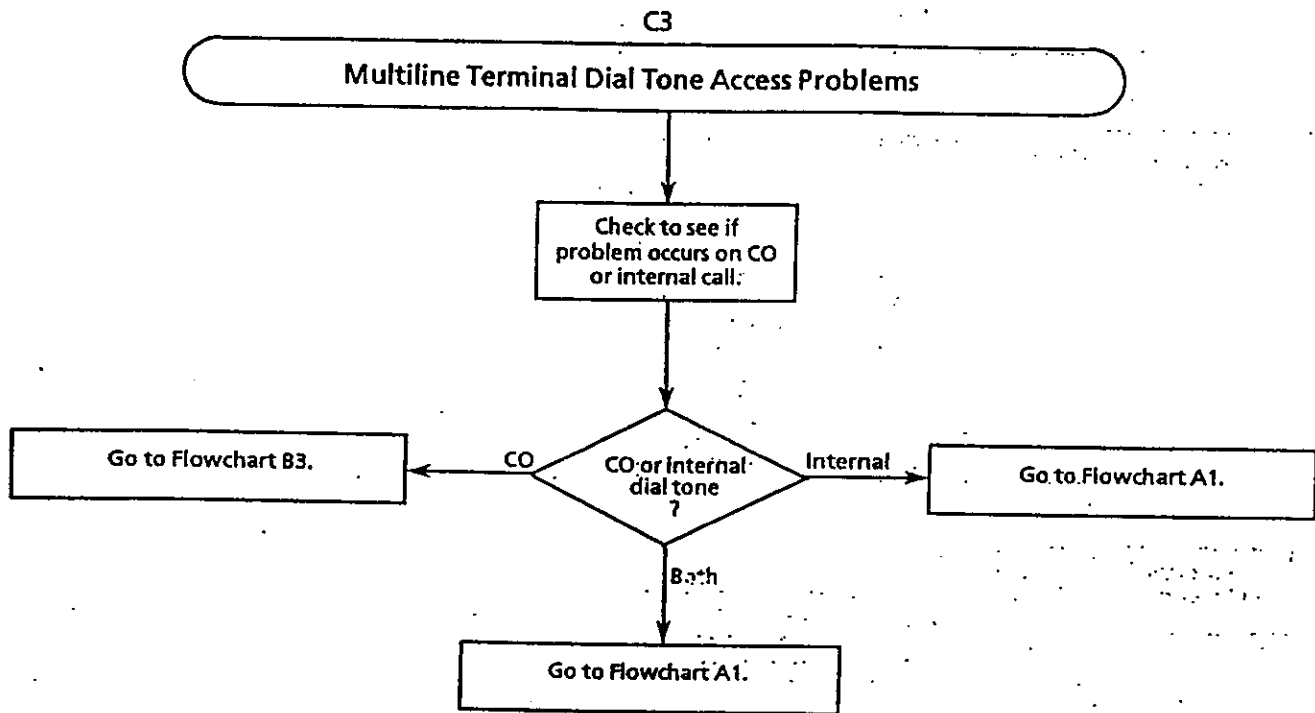 C3
Multiline Terminal Dial Tone Access Problems
Check to see if
problem occurs on CO
or internal call.
Go to Flowchart B3.
CO
CO or internal
dial tone
?
Internal
Go to Flowchart A1.
Both
Go to Flowchart A1.